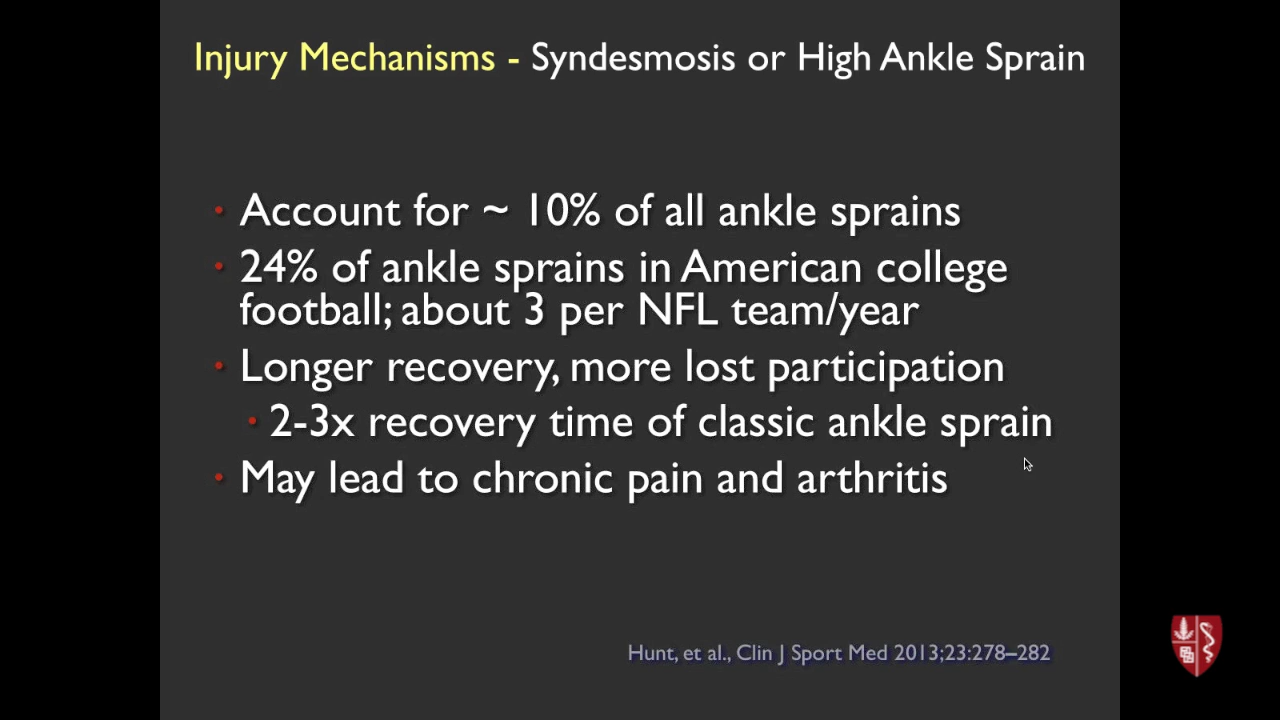 Injury Mechanisms - Syndesmosis or High Ankle Sprain
• Account for ~ 10% of all ankle sprains
• 24% of ankle sprains in American college
football; about 3 per NFL team/year
• Longer recovery, more lost participation
• 2-3x recovery time of classic ankle sprain
• May lead to chronic pain and arthritis
Hunt, et al., Clin J Sport Med 2013;23:278–282